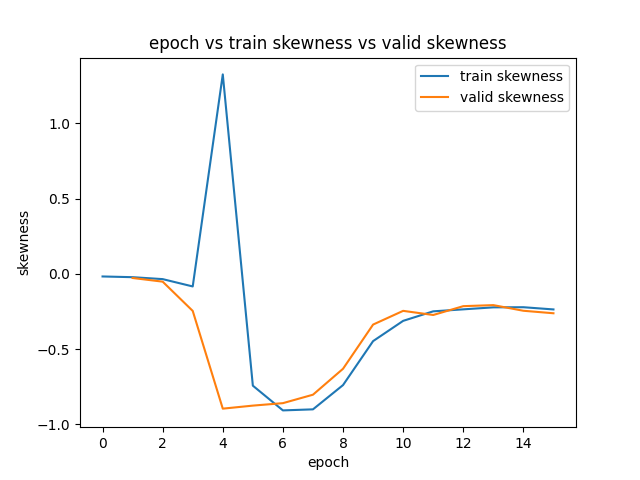 epoch vs train skewness vs valid skewness
train skewness
valid skewness
1.0
0.5
0.0
−0.5
−1.0
skewness
0 2 4 6 8 10 12 14
epoch